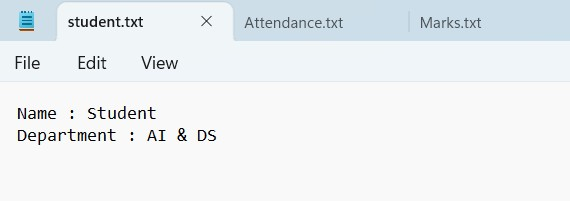 student.txt
Attendance.txt
Marks.txt
File
Edit
View
Name : Student
Department : AI & DS